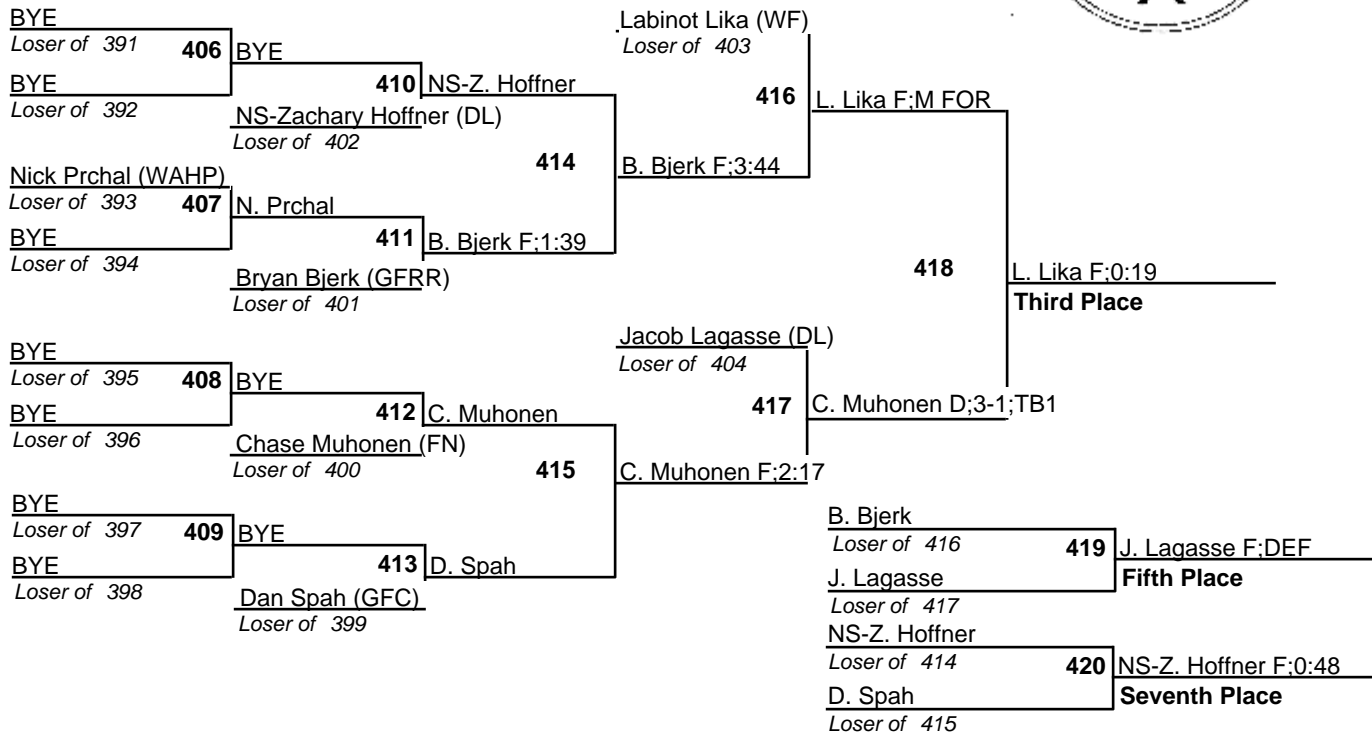 BYE
Loser of 391
406
BYE
BYE
Loser of 392
410
NS-Z. Hoffner
NS-Zachary Hoffner (DL)
Loser of 402
Nick Prchal (WAHP)
Loser of 393
407
N. Prchal
BYE
Loser of 394
411
B. Bjerk F;1:39
Bryan Bjerk (GFRR)
Loser of 401
414
B. Bjerk F;3:44
Labinot Lika (WF)
Loser of 403
416
L. Lika F;M FOR
BYE
Loser of 395
408
BYE
BYE
Loser of 396
412
C. Muhonen
Chase Muhonen (FN)
Loser of 400
BYE
Loser of 397
409
BYE
BYE
Loser of 398
413
D. Spah
Dan Spah (GFC)
Loser of 399
415
C. Muhonen F;2:17
Jacob Lagasse (DL)
Loser of 404
417
C. Muhonen D;3-1;TB1
418
L. Lika F;0:19
Third Place
B. Bjerk
Loser of 416
419
J. Lagasse F;DEF
Fifth Place
J. Lagasse
Loser of 417
NS-Z. Hoffner
Loser of 414
420
NS-Z. Hoffner F;0:48
Seventh Place
D. Spah
Loser of 415